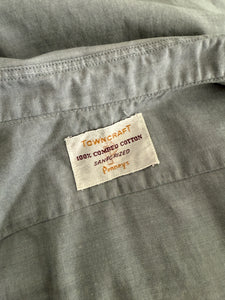 TOWNCRAFT
100% COMBED COTTON
SANFORIZED
Penneys